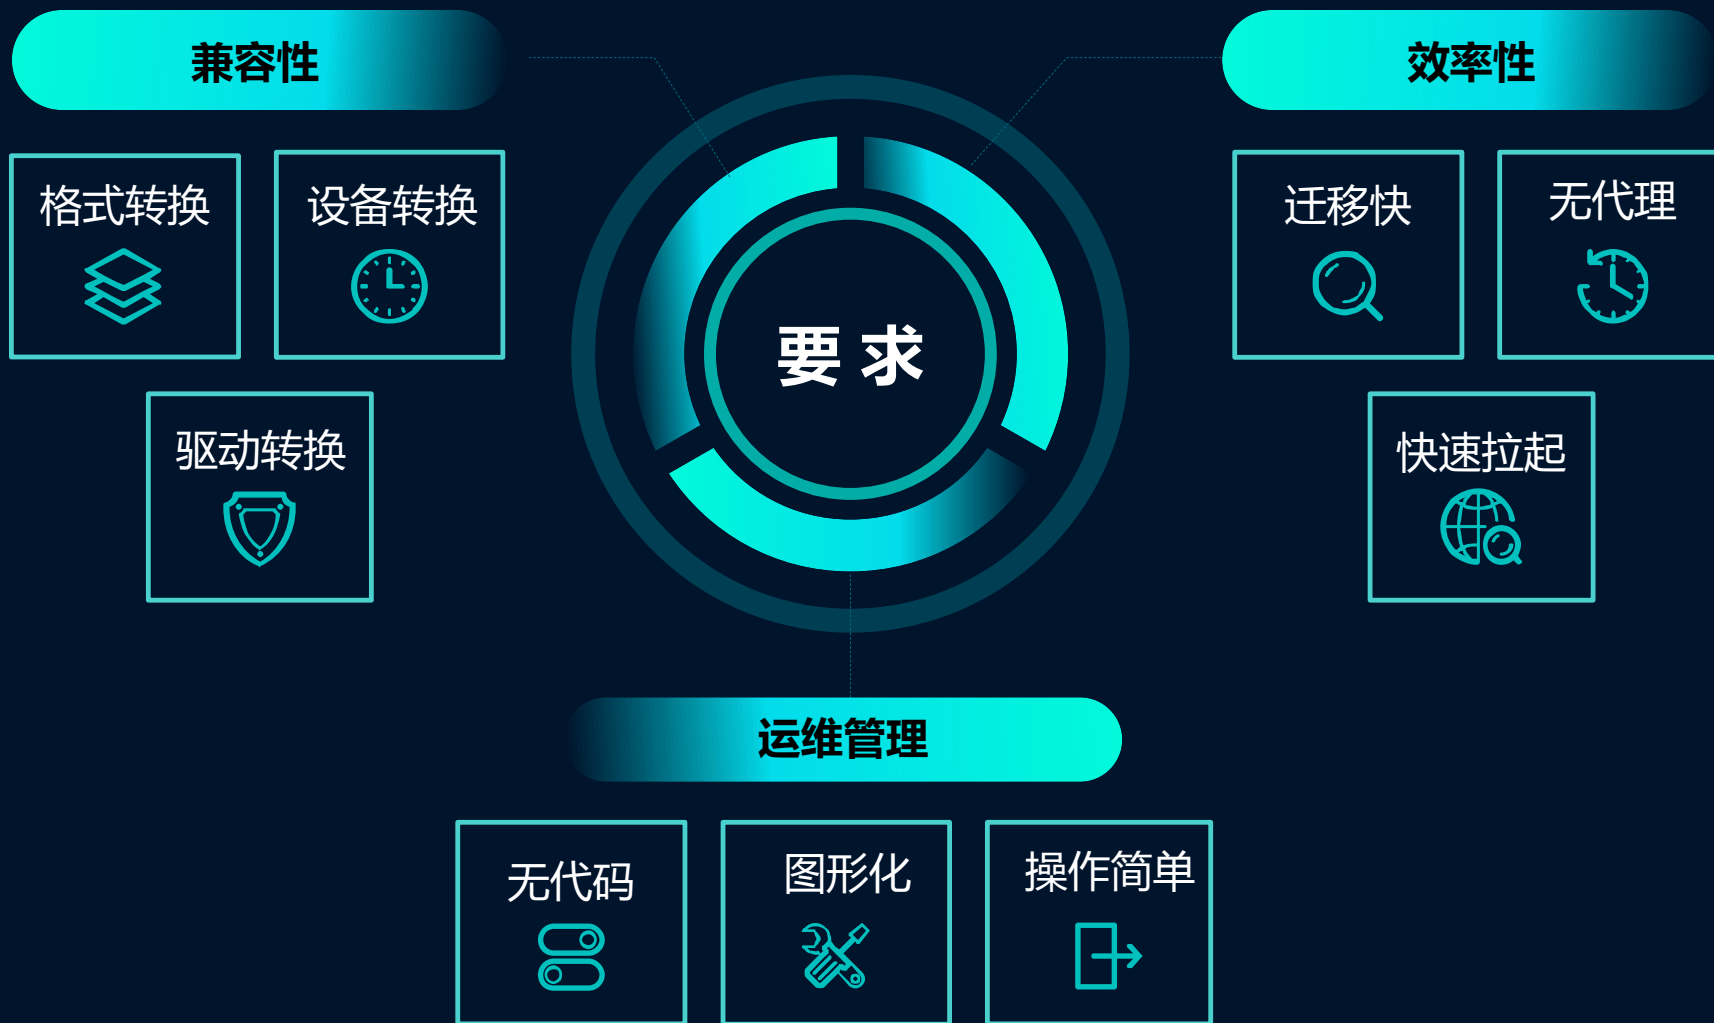 兼容性
格式转换
设备转换
驱动转换
要求
效率性
迁移快
无代理
快速拉起
运维管理
无代码
图形化
操作简单